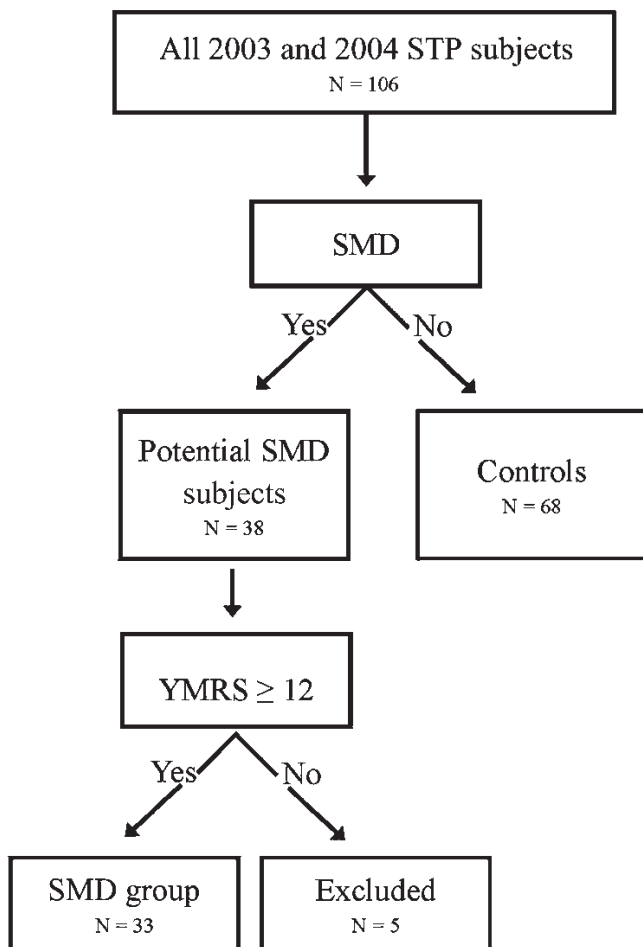 All 2003 and 2004 STP subjects
N = 106
SMD
Yes
No
Potential SMD
subjects
N = 38
Controls
N = 68
YMRS ≥ 12
Yes
No
SMD group
N = 33
Excluded
N = 5